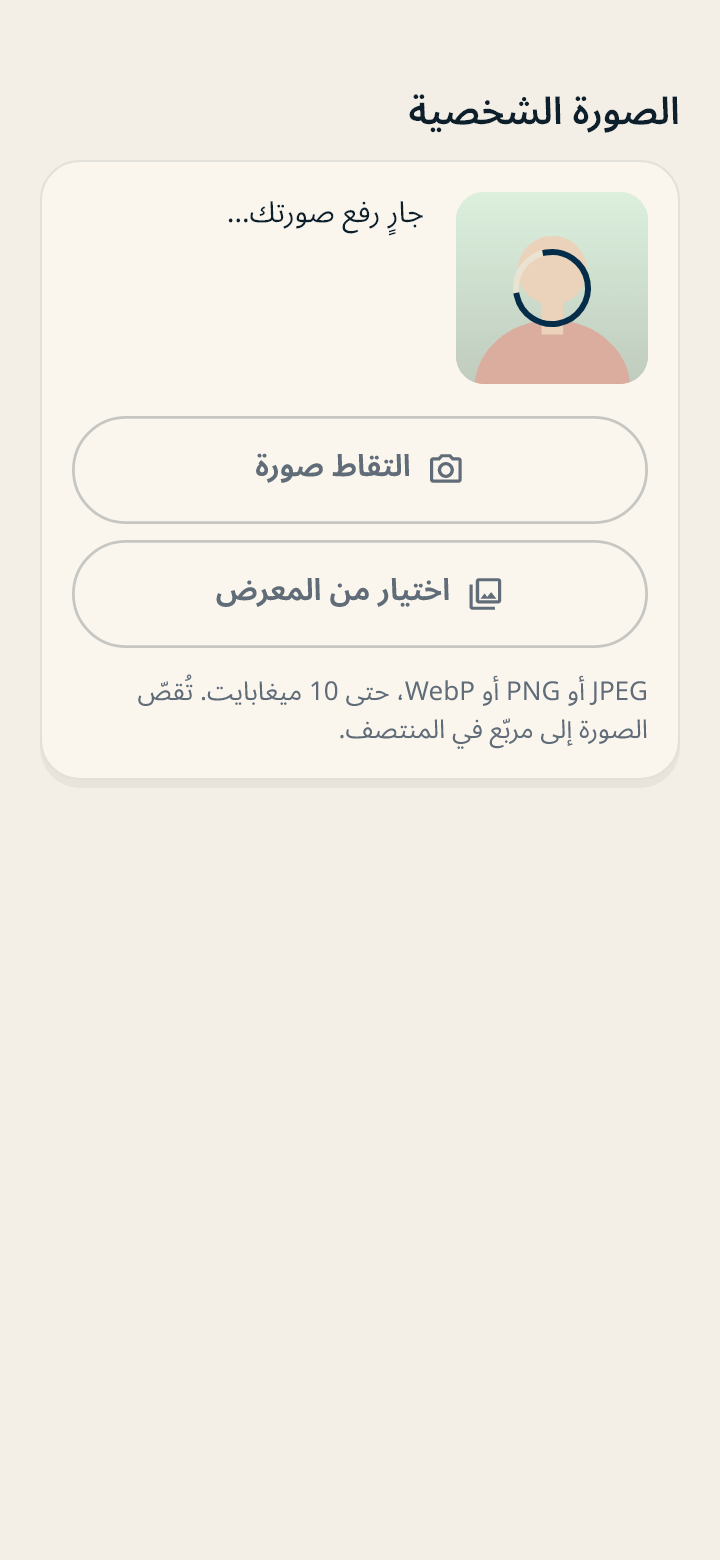 الصورة الشخصية
جارٍ رفع صورتك...
التقاط صورة
اختيار من المعرض
JPEG أو PNG أو WebP، حتى 10 ميغابايت. تُقصّ
الصورة إلى مربّع في المنتصف.